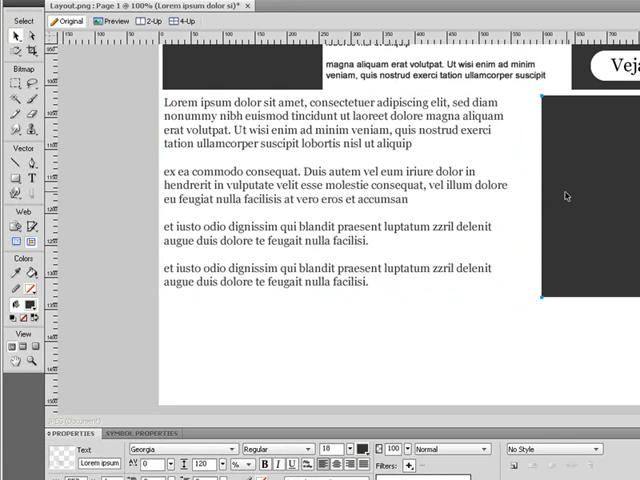 Layout.png : Page 1 @ 100% (Lorem ipsum dolor si)* ×
Select
Original
Preview
2-Up
4-Up
Bitmap
Vector
Web
Colors
View
magna aliquam erat volutpat. Ut wisi enim ad minim
veniam, quis nostrud exerci tation ullamcorper suscipit
Veja
Lorem ipsum dolor sit amet, consectetuer adipiscing elit, sed diam
nonummy nibh euismod ut laoreet dolore magna aliquam
erat volutpat. Ut wisi enim ad minim veniam, quis nostrud exerci
tation ullamcorper suscipit lobortis nisl ut aliquip
ex ea commodo consequat. Duis autem vel eum iriure dolor in
hendrerit in vulputate velit esse molestie consequat, vel illum dolore
eu feugiat nulla facilisis at vero eros et accumsan
et iusto odio dignissim qui blandit praesent luptatum zzril delenit
augue duis dolore te feugait nulla facilisi.
et iusto odio dignissim qui blandit praesent luptatum zzril delenit
augue duis dolore te feugait nulla facilisi.
JPEG (Document)
PROPERTIES
SYMBOL PROPERTIES
Text
Lorem ipsum
Georgia
Regular
18
100
Normal
No Style
AV 0
120
%
B I U
Filters: